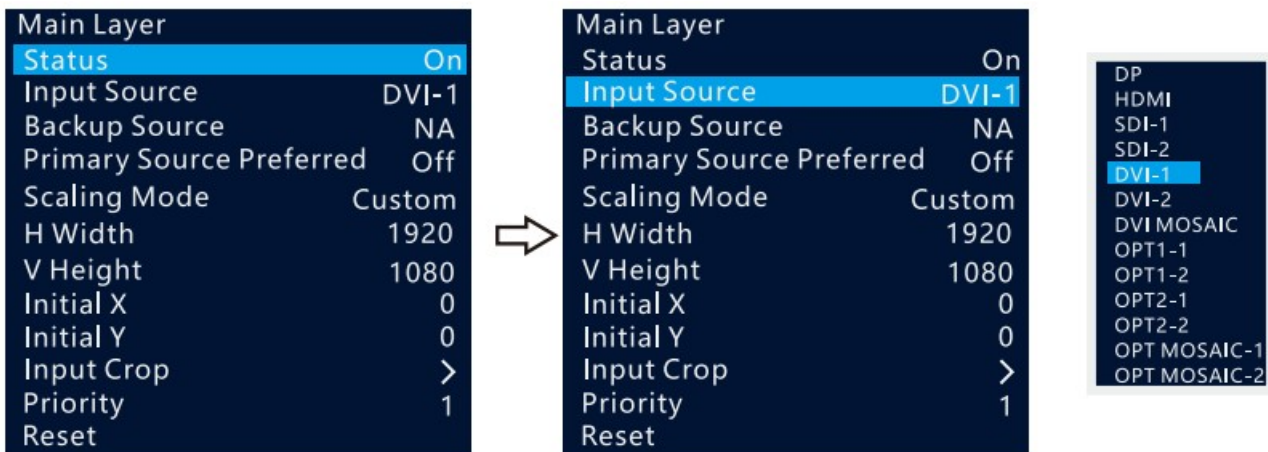 Main Layer
Status On
Input Source DVI-1
Backup Source NA
Primary Source Preferred Off
Scaling Mode Custom
H Width 1920
V Height 1080
Initial X 0
Initial Y 0
Input Crop >
Priority 1
Reset
Main Layer
Status On
Input Source DVI-1
Backup Source NA
Primary Source Preferred Off
Scaling Mode Custom
H Width 1920
V Height 1080
Initial X 0
Initial Y 0
Input Crop >
Priority 1
Reset
DP
HDMI
SDI-1
SDI-2
DVI-1
DVI-2
DVI MOSAIC
OPT1-1
OPT1-2
OPT2-1
OPT2-2
OPT MOSAIC-1
OPT MOSAIC-2